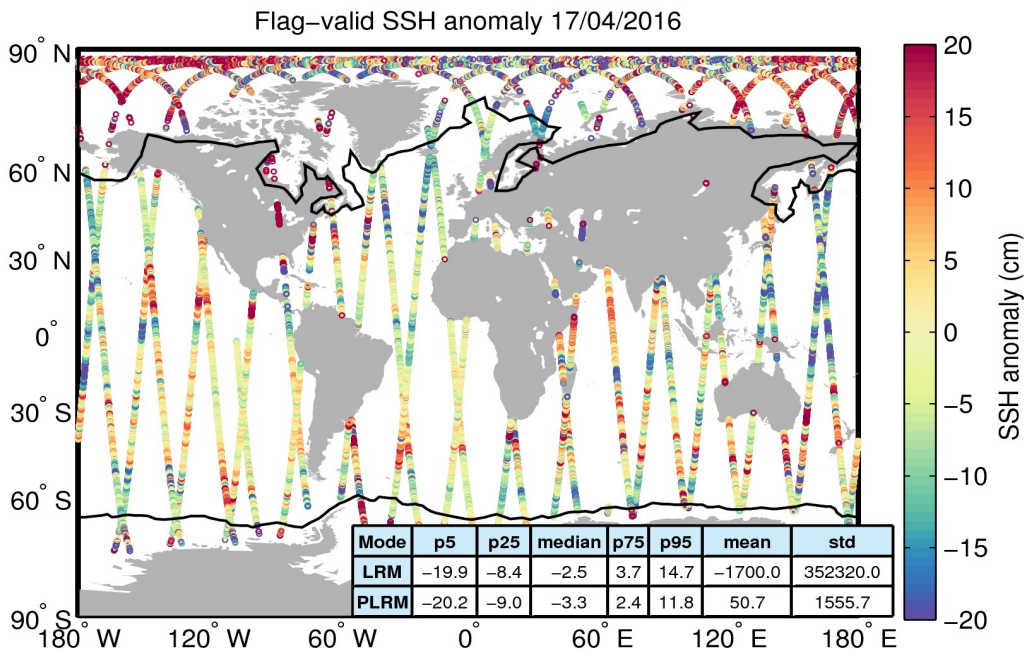 Flag−valid SSH anomaly 17/04/2016
90° N
60° N
30° N
0°
30° S
60° S
90° S
180° W 120° W 60° W 0° 60° E 120° E 180° E
20
15
10
5
0
−5
−10
−15
−20
SSH anomaly (cm)
Mode p5 p25 median p75 p95 mean std
LRM −19.9 −8.4 −2.5 3.7 14.7 −1700.0 352320.0
PLRM −20.2 −9.0 −3.3 2.4 11.8 50.7 1555.7